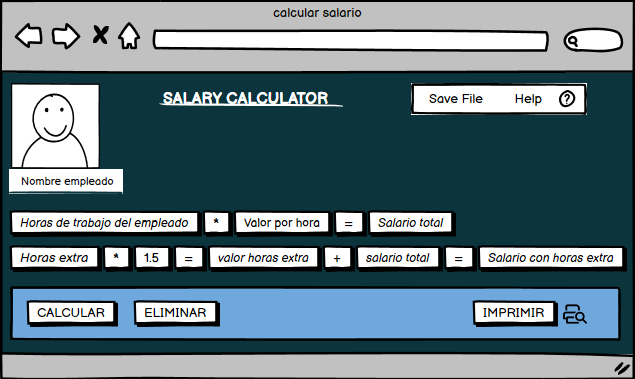 calcular salario
SALARY CALCULATOR
Save File Help ?
Nombre empleado
Horas de trabajo del empleado * Valor por hora = Salario total
Horas extra * 1.5 = valor horas extra + salario total = Salario con horas extra
CALCULAR ELIMINAR IMPRIMIR